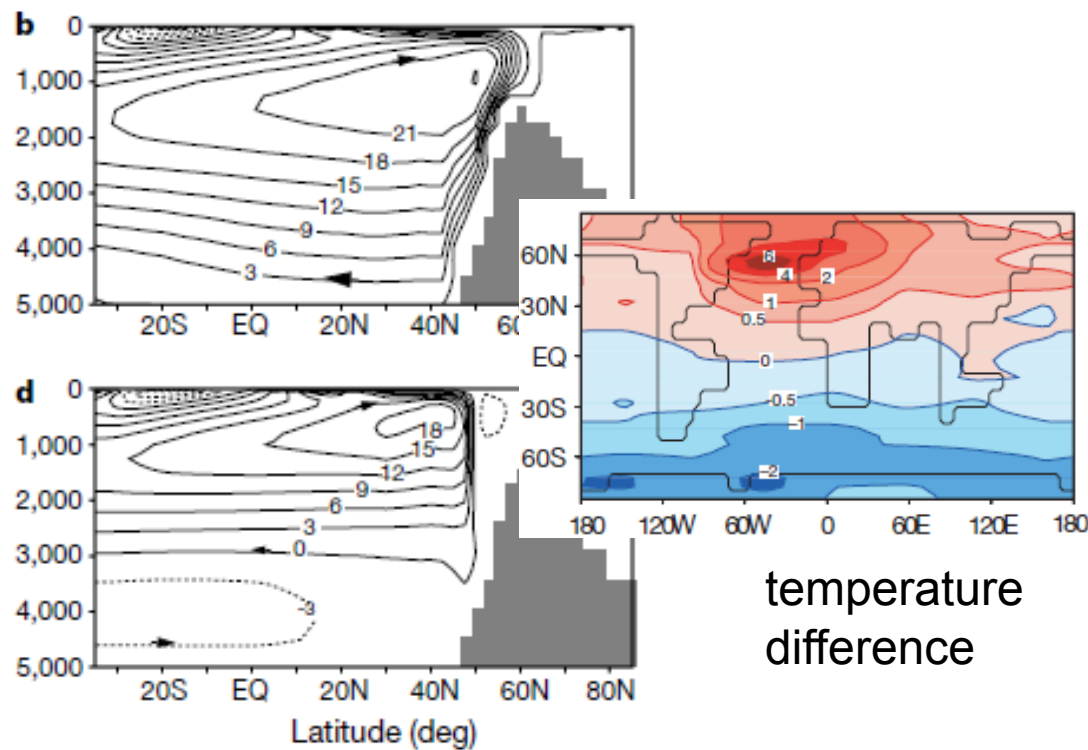 b
0
1,000
2,000
3,000
4,000
5,000
21
18
15
12
9
6
3
20S EQ 20N 40N 60
60N
30N
EQ
30S
60S
6
4 2
1
0.5
0
-0.5
-1
-2
180 120W 60W 0 60E 120E 180
temperature
difference
d
0
1,000
2,000
3,000
4,000
5,000
18
15
12
9
6
3
0
-3
20S EQ 20N 40N 60N 80N
Latitude (deg)